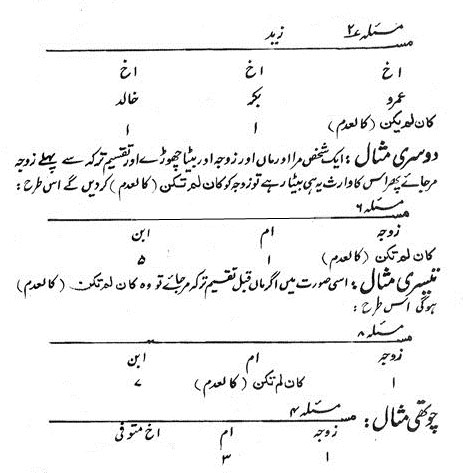 مسئلہ ۲ زید
اخ اخ اخ
عمرو بکر خالد
کان لم یکن (کالعدم) ۱ ۱
دوسری مثال: ایک شخص مرا اور ماں اور زوجہ اور بیٹا چھوڑے اور تقسیم ترکہ سے پہلے زوجہ
مرجائے پھر اس کا وارث یہ ہی بیٹا رہے تو زوجہ کو کان لم تکن (کالعدم) کردیں گے اس طرح:
مسئلہ ۶
زوجہ ام ابن
کان لم تکن (کالعدم) ۱ ۵
تیسری مثال: اسی صورت میں اگر ماں قبل تقسیم ترکہ مرجائے تو وہ کان لم تکن (کالعدم)
ہوگی اس طرح:
مسئلہ ۸
زوجہ ام ابن
۱ کان لم تکن (کالعدم) ۷
چوتھی مثال: مسئلہ ۴
زوجہ ام اخ متوفی
۱ ۳